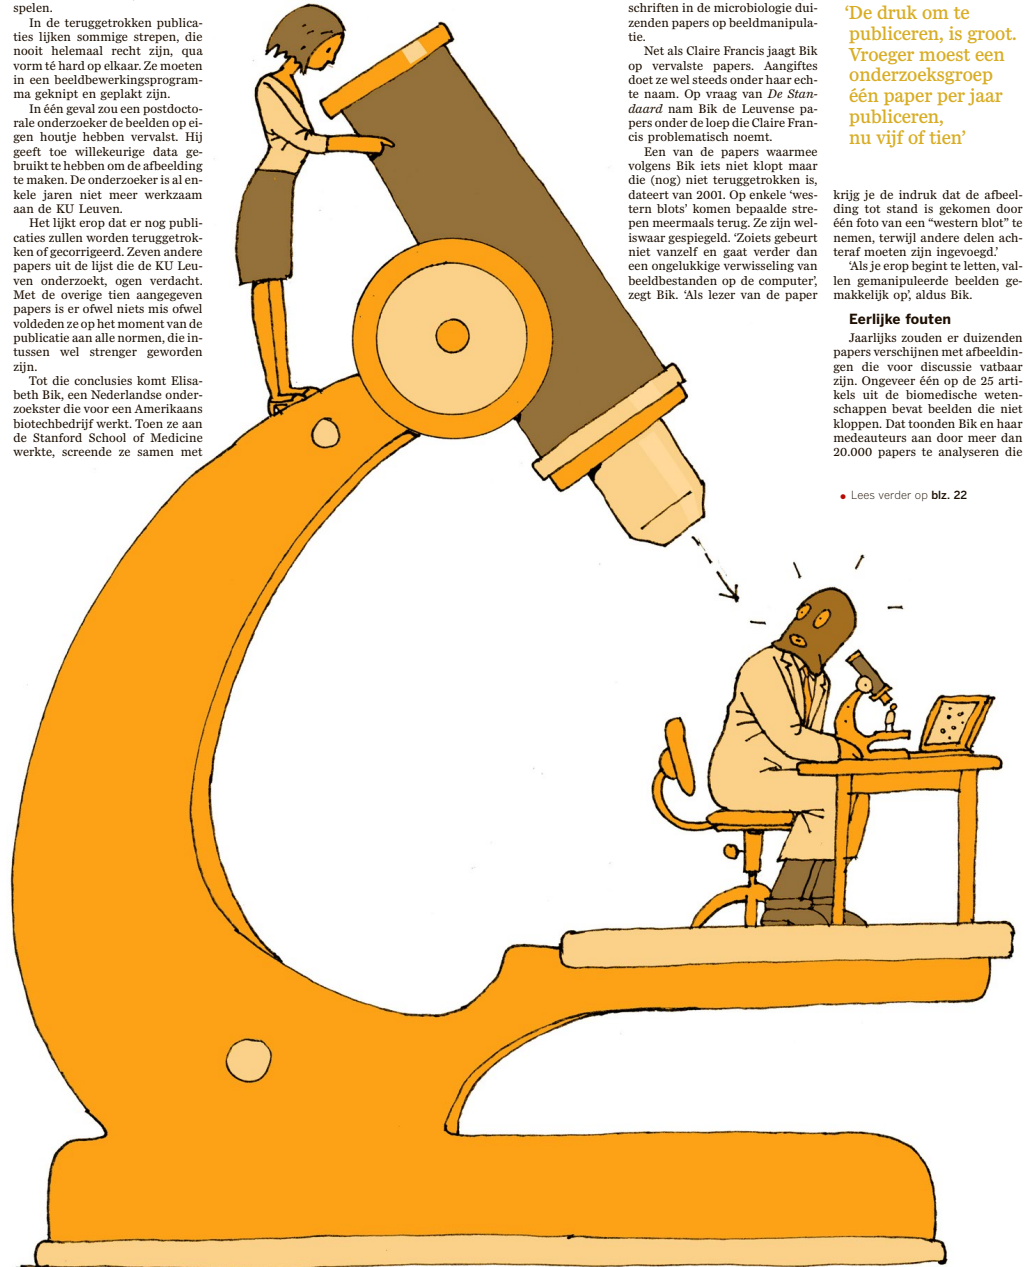 spelen.
In de teruggetrokken publica-
ties lijken sommige strepen, die
nooit helemaal recht zijn, qua
vorm té hard op elkaar. Ze moeten
in een beeldbewerkingsprogram-
ma geknipt en geplakt zijn.
In één geval zou een postdocto-
rale onderzoeker de beelden op ei-
gen houtje hebben vervalst. Hij
geeft toe willekeurige data ge-
bruikt te hebben om de afbeelding
te maken. De onderzoeker is al en-
kele jaren niet meer werkzaam
aan de KU Leuven.
Het lijkt erop dat er nog publi-
caties zullen worden teruggetrok-
ken of gecorrigeerd. Zeven andere
papers uit de lijst die de KU Leu-
ven onderzoekt, ogen verdacht.
Met de overige tien aangegeven
papers is er ofwel niets mis ofwel
voldeden ze op het moment van de
publicatie aan alle normen, die in-
tussen wel strenger geworden
zijn.
Tot die conclusies komt Elisa-
beth Bik, een Nederlandse onder-
zoekster die voor een Amerikaans
biotechbedrijf werkt. Toen ze aan
de Stanford School of Medicine
werkte, screende ze samen met
schriften in de microbiologie dui-
zenden papers op beeldmanipula-
tie.
Net als Claire Francis jaagt Bik
op vervalste papers. Aangiftes
doet ze wel steeds onder haar ech-
te naam. Op vraag van De Stan-
daard nam Bik de Leuvense pa-
pers onder de loep die Claire Fran-
cis problematisch noemt.
Een van de papers waarmee
volgens Bik iets niet klopt maar
die (nog) niet teruggetrokken is,
dateert van 2001. Op enkele ‘wes-
tern blots’ komen bepaalde stre-
pen meermaals terug. Ze zijn wel-
iswaar gespiegeld. ‘Zoiets gebeurt
niet vanzelf en gaat verder dan
een ongelukkige verwisseling van
beeldbestanden op de computer’,
zegt Bik. ‘Als lezer van de paper
‘De druk om te
publiceren, is groot.
Vroeger moest een
onderzoeksgroep
één paper per jaar
publiceren,
nu vijf of tien’
krijg je de indruk dat de afbeel-
ding tot stand is gekomen door
één foto van een “western blot” te
nemen, terwijl andere delen ach-
teraf moeten zijn ingevoegd.’
‘Als je erop begint te letten, val-
len gemanipuleerde beelden ge-
makkelijk op’, aldus Bik.
Eerlijke fouten
Jaarlijks zouden er duizenden
papers verschijnen met afbeeldin-
gen die voor discussie vatbaar
zijn. Ongeveer één op de 25 arti-
kels uit de biomedische weten-
schappen bevat beelden die niet
kloppen. Dat toonden Bik en haar
medeauteurs aan door meer dan
20.000 papers te analyseren die
• Lees verder op blz. 22